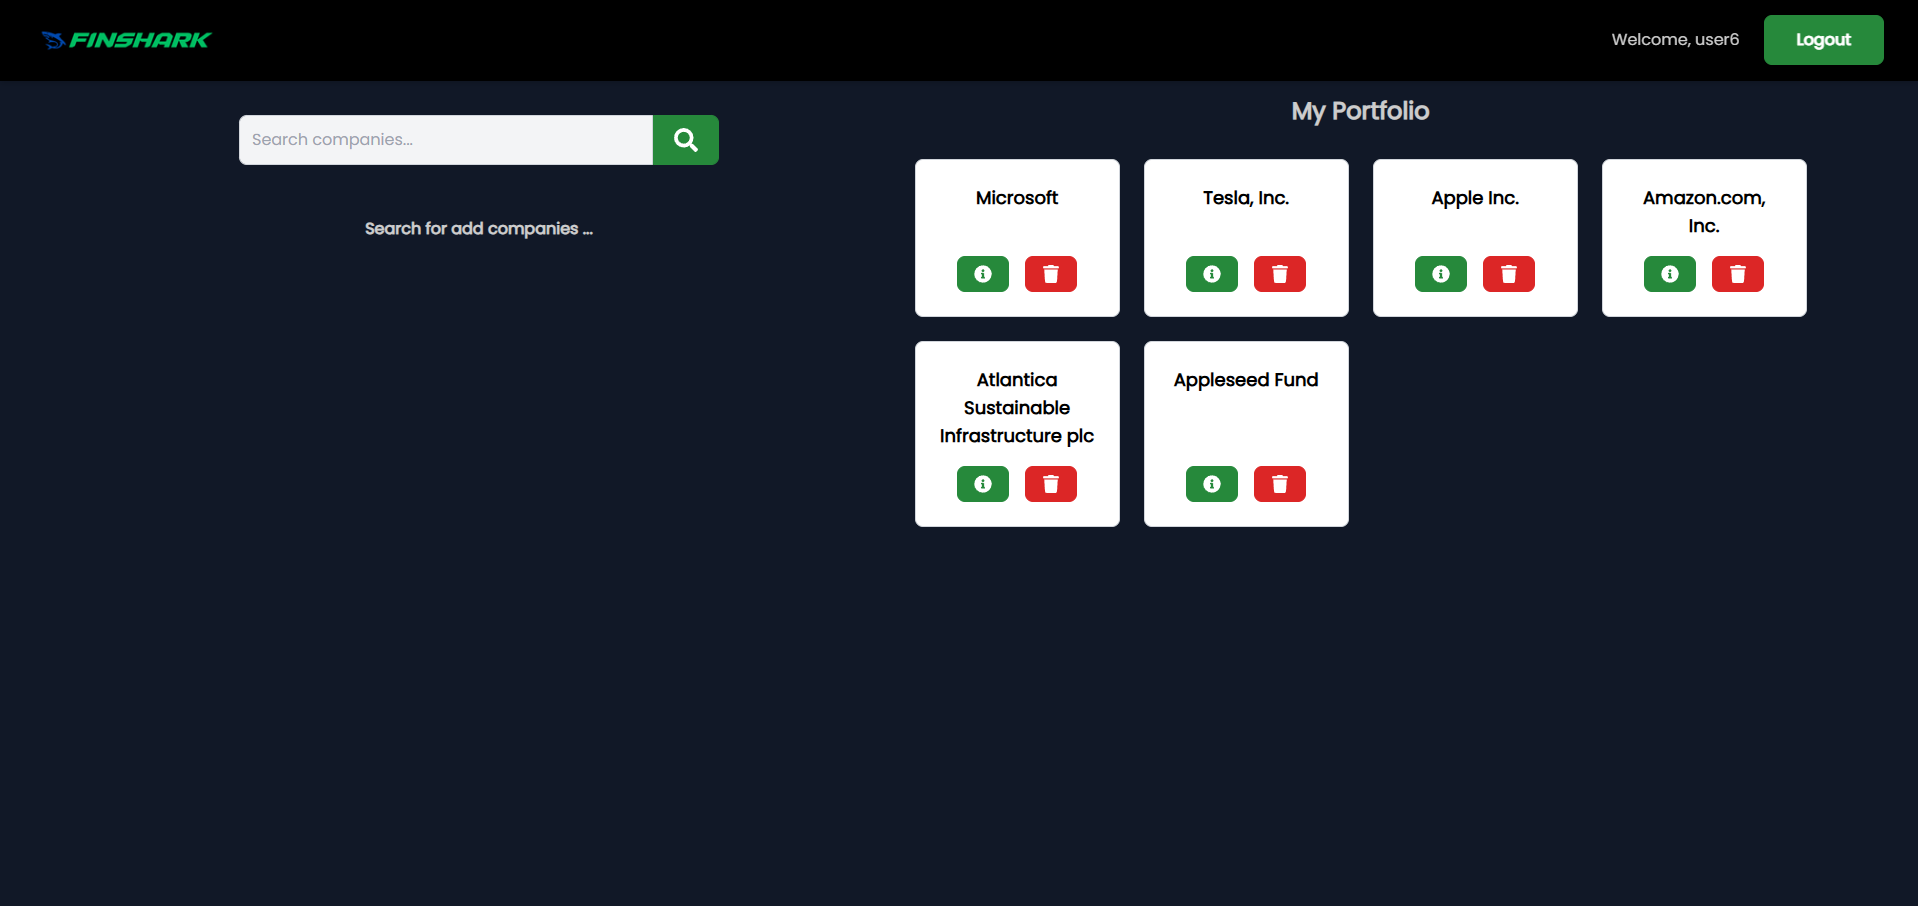 FINSHARK
Welcome, user6
Logout
Search companies...
Search for add companies ...
My Portfolio
Microsoft
Tesla, Inc.
Apple Inc.
Amazon.com,
Inc.
Atlantica
Sustainable
Infrastructure plc
Appleseed Fund